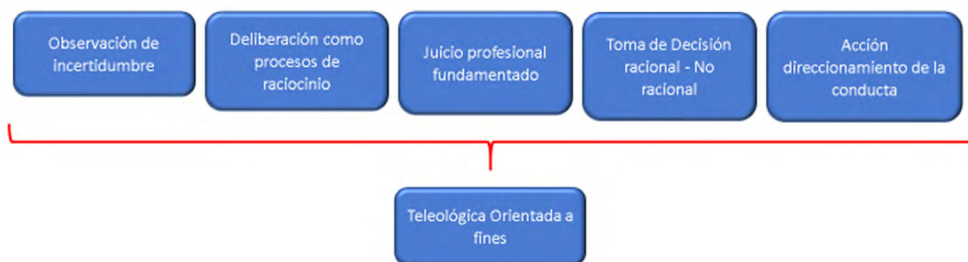 Observación de
incertidumbre
Deliberación como
procesos de
raciocinio
Juicio profesional
fundamentado
Toma de Decisión
racional - No
racional
Acción
direccionamiento de la
conducta
Teleológica Orientada a
fines